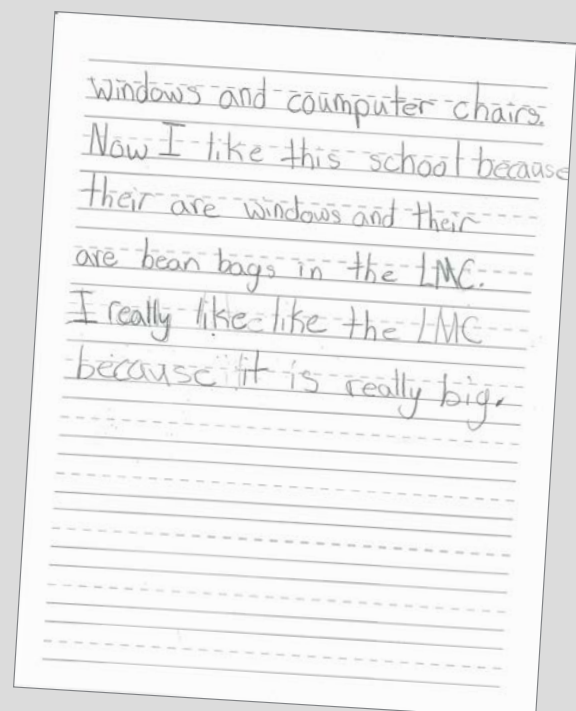 windows and coumputer chairs.
Now I like this school because
their are windows and their
are bean bags in the LMC.
I really like like the LMC
because it is really big.